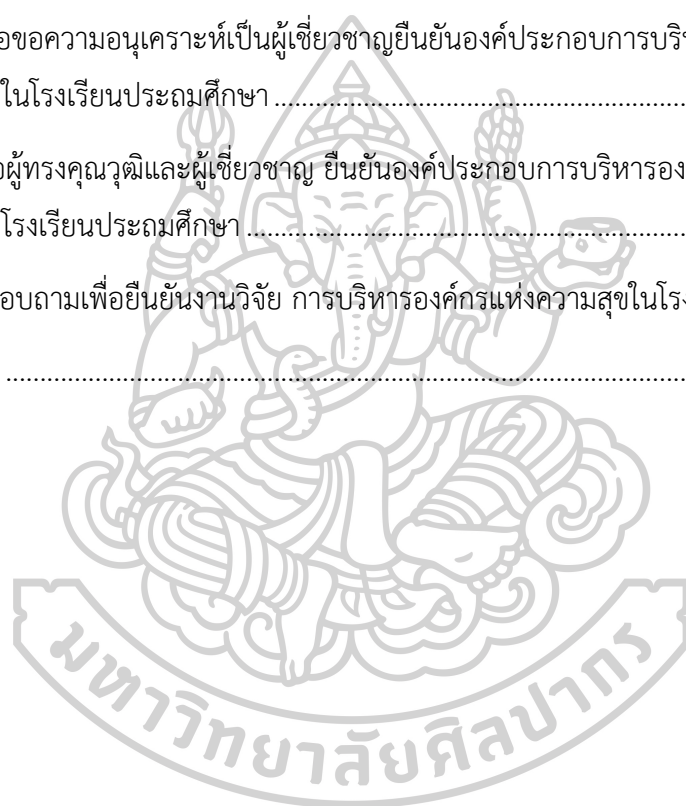 อขอความอนุเคราะห์เป็นผู้เชี่ยวชาญยืนยันองค์ประกอบการบริ
ในโรงเรียนประถมศึกษา
ผู้ทรงคุณวุฒิและผู้เชี่ยวชาญ ยืนยันองค์ประกอบการบริหารอง
โรงเรียนประถมศึกษา
อบถามเพื่อยืนยันงานวิจัย การบริหารองค์กรแห่งความสุขในโร
มหาวิทยาลัยศิลปากร